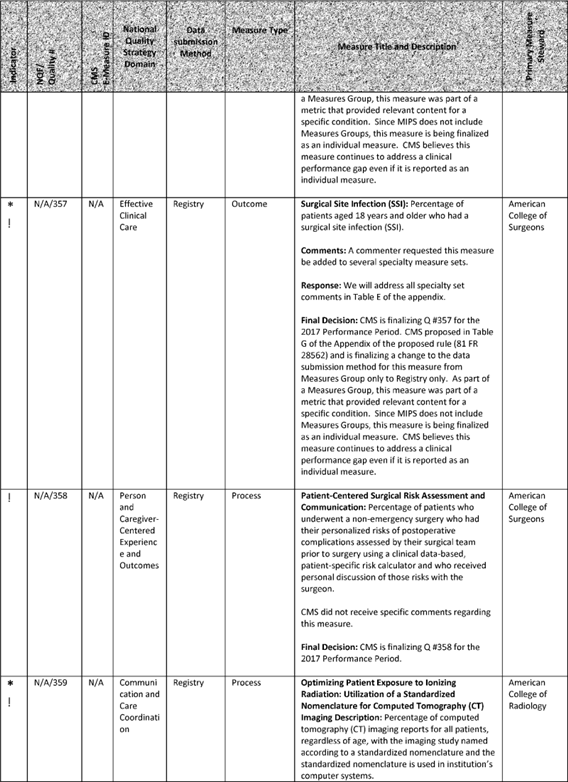 Indicator
NQF/
Quality #
CMS
E-Measure ID
National
Quality
Strategy
Domain
Data
submission
Method
Measure Type
Measure Title and Description
Primary Measure
Steward
a Measures Group, this measure was part of a
metric that provided relevant content for a
specific condition.  Since MIPS does not include
Measures Groups, this measure is being finalized
as an individual measure.  CMS believes this
measure continues to address a clinical
performance gap even if it is reported as an
individual measure.
*
!
N/A/357
N/A
Effective
Clinical
Care
Registry
Outcome
Surgical Site Infection (SSI): Percentage of
patients aged 18 years and older who had a
surgical site infection (SSI).
Comments: A commenter requested this measure
be added to several specialty measure sets.
Response: We will address all specialty set
comments in Table E of the appendix.
Final Decision: CMS is finalizing Q #357 for the
2017 Performance Period. CMS proposed in Table
G of the Appendix of the proposed rule (81 FR
28562) and is finalizing a change to the data
submission method for this measure from
Measures Group only to Registry only.  As part of
a Measures Group, this measure was part of a
metric that provided relevant content for a
specific condition.  Since MIPS does not include
Measures Groups, this measure is being finalized
as an individual measure.  CMS believes this
measure continues to address a clinical
performance gap even if it is reported as an
individual measure.
American
College of
Surgeons
!
N/A/358
N/A
Person
and
Caregiver-
Centered
Experienc
e and
Outcomes
Registry
Process
Patient-Centered Surgical Risk Assessment and
Communication: Percentage of patients who
underwent a non-emergency surgery who had
their personalized risks of postoperative
complications assessed by their surgical team
prior to surgery using a clinical data-based,
patient-specific risk calculator and who received
personal discussion of those risks with the
surgeon.
CMS did not receive specific comments regarding
this measure.
Final Decision: CMS is finalizing Q #358 for
the 2017 Performance Period.
American
College of
Surgeons
*
!
N/A/359
N/A
Communi
cation and
Care
Coordinati
on
Registry
Process
Optimizing Patient Exposure to Ionizing
Radiation: Utilization of a Standardized
Nomenclature for Computed Tomography (CT)
Imaging Description: Percentage of computed
tomography (CT) imaging reports for all patients,
regardless of age, with the imaging study named
according to a standardized nomenclature and the
standardized nomenclature is used in institution's
computer systems.
American
College of
Radiology